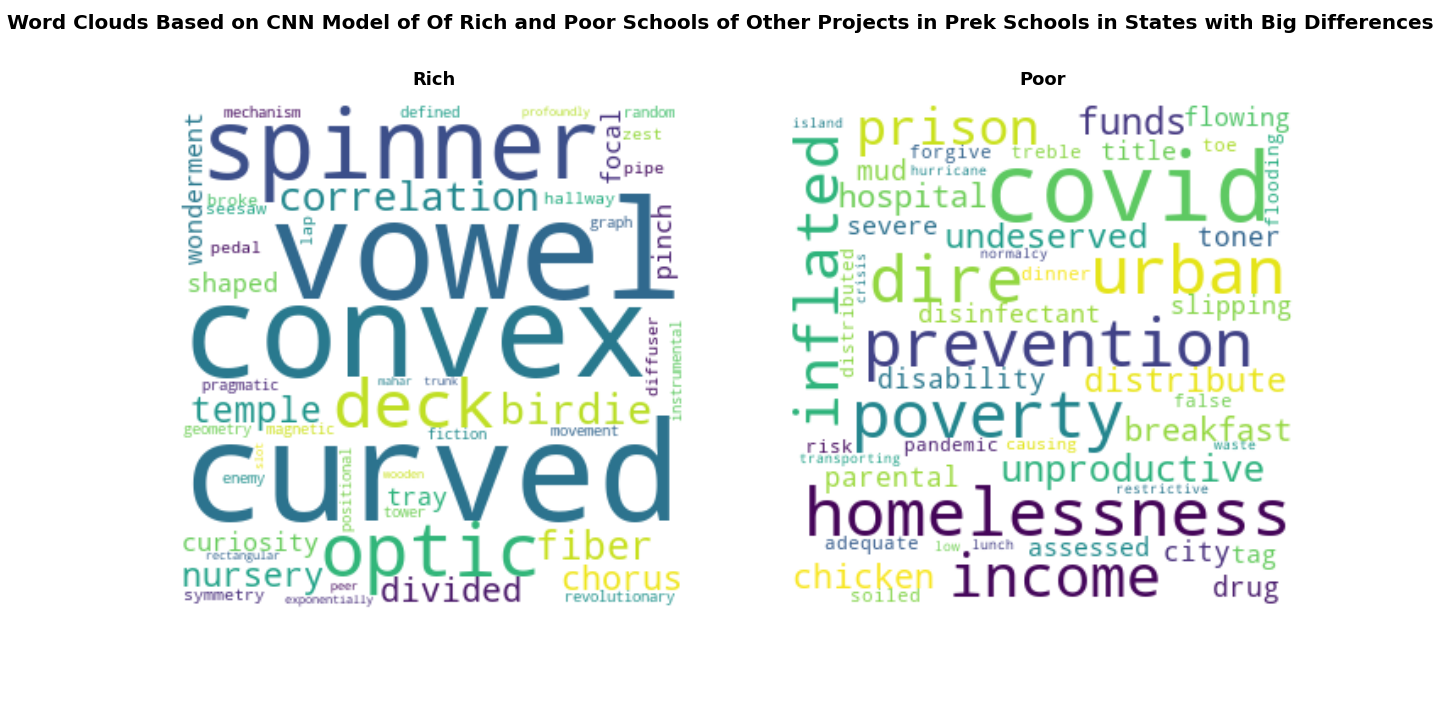 Word Clouds Based on CNN Model of Of Rich and Poor Schools of Other Projects in Prek Schools in States with Big Differences
Rich
mechanism defined profoundly random
wonderment spinner focal zest
pipe
broke correlation hallway
seesaw
lap vowel graph pinch
pedal
shaped
convex diffuser instrumental
pragmatic mahar trunk
temple deck birdie
geometry magnetic fiction movement
curved
enemy slot wooden
positional tray
tower
curiosity optic fiber
rectangular
nursery peer divided chorus
symmetry exponentially revolutionary
Poor
island prison funds flowing
inflated forgive treble title toe
mud hurricane covid flooding
hospital
severe undeserved toner
normalcy
distributed crisis dire dinner urban
disinfectant slipping
prevention
disability distribute
poverty false
breakfast
risk pandemic causing waste
transporting
parental unproductive
restrictive
homelessness
adequate low lunch assessed city tag
chicken income drug
soiled